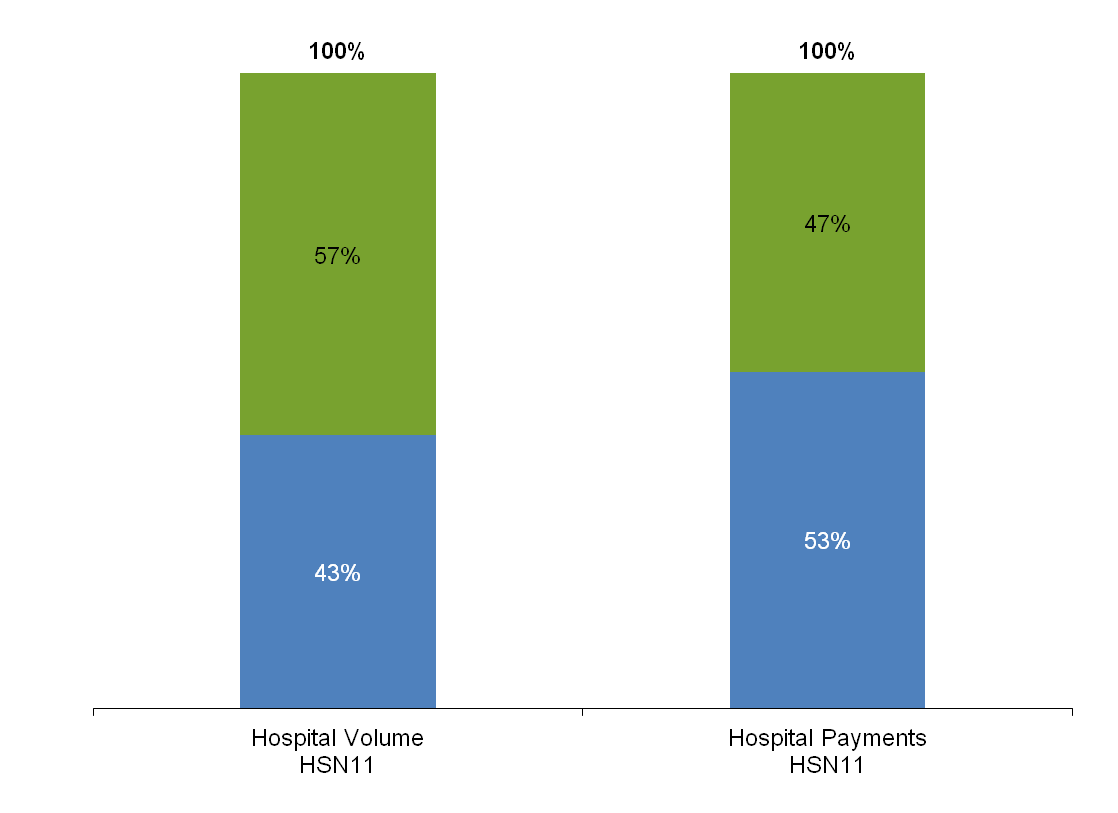 100%
100%
57%
47%
43%
53%
Hospital Volume
HSN11
Hospital Payments
HSN11